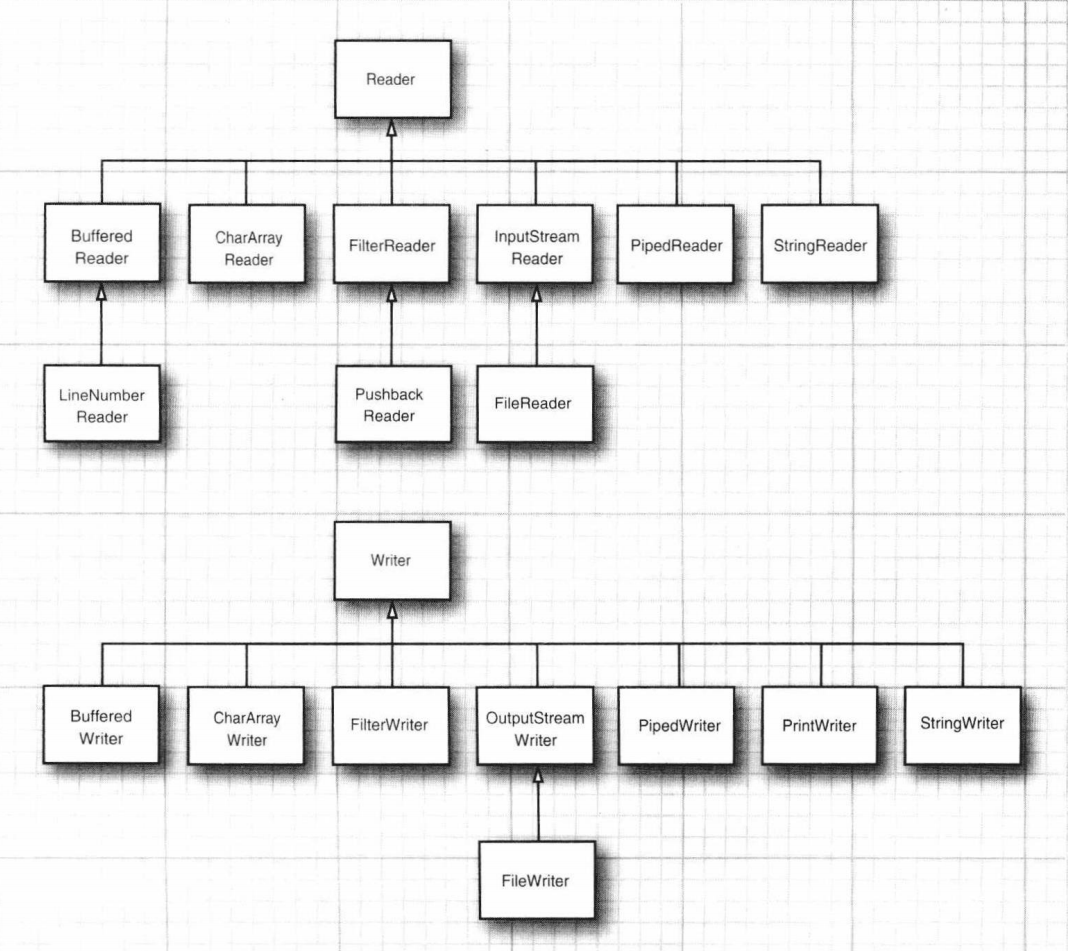 Reader
Buffered
Reader
CharArray
Reader
FilterReader
InputStream
Reader
PipedReader
StringReader
LineNumber
Reader
Pushback
Reader
FileReader
Writer
Buffered
Writer
CharArray
Writer
FilterWriter
OutputStream
Writer
PipedWriter
PrintWriter
StringWriter
FileWriter